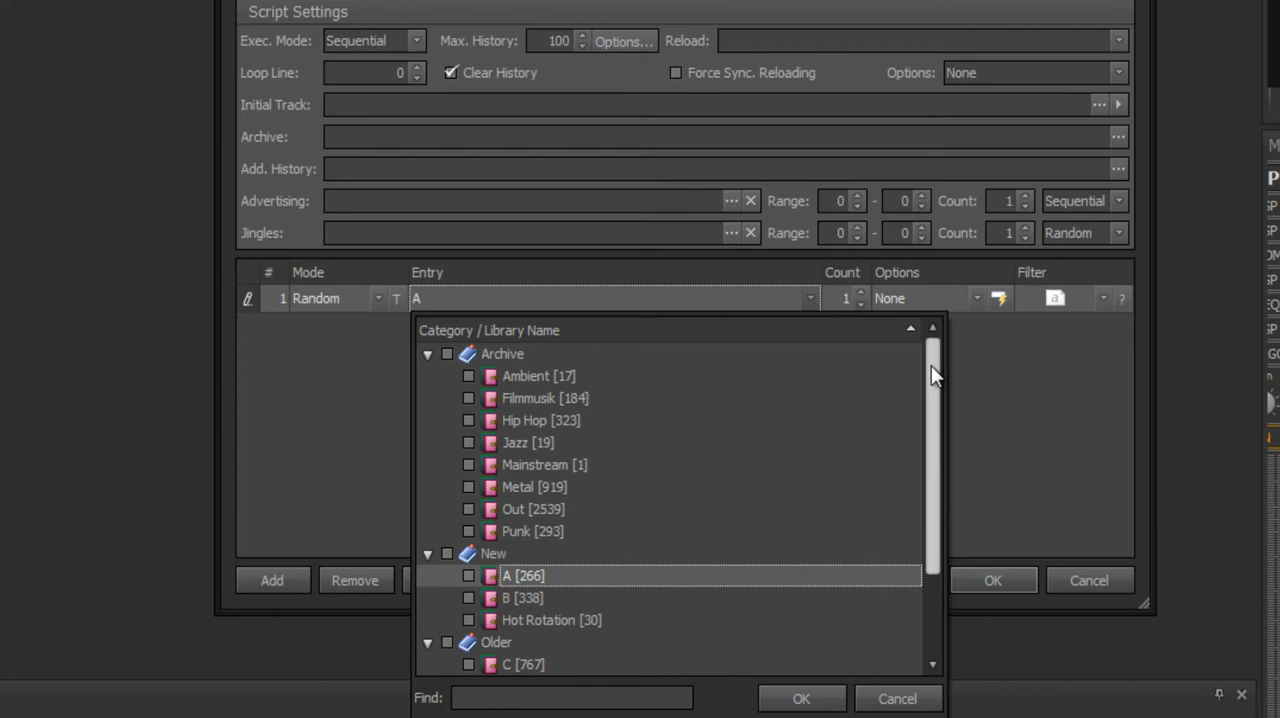 Script Settings
Exec. Mode: Sequential Max. History: 100 Options... Reload:
Loop Line: 0 Clear History Force Sync. Reloading Options: None
Initial Track: ...
Archive: ...
Add. History: ...
Advertising: ... Range: 0 - 0 Count: 1 Sequential
Jingles: ... Range: 0 - 0 Count: 1 Random
# Mode Entry Count Options Filter
1 Random T A 1 None a ?
Category / Library Name
Archive
Ambient [17]
Filmmusik [184]
Hip Hop [323]
Jazz [19]
Mainstream [1]
Metal [919]
Out [2539]
Punk [293]
New
A [266]
B [338]
Hot Rotation [30]
Older
C [767]
Add Remove OK Cancel
Find: OK Cancel